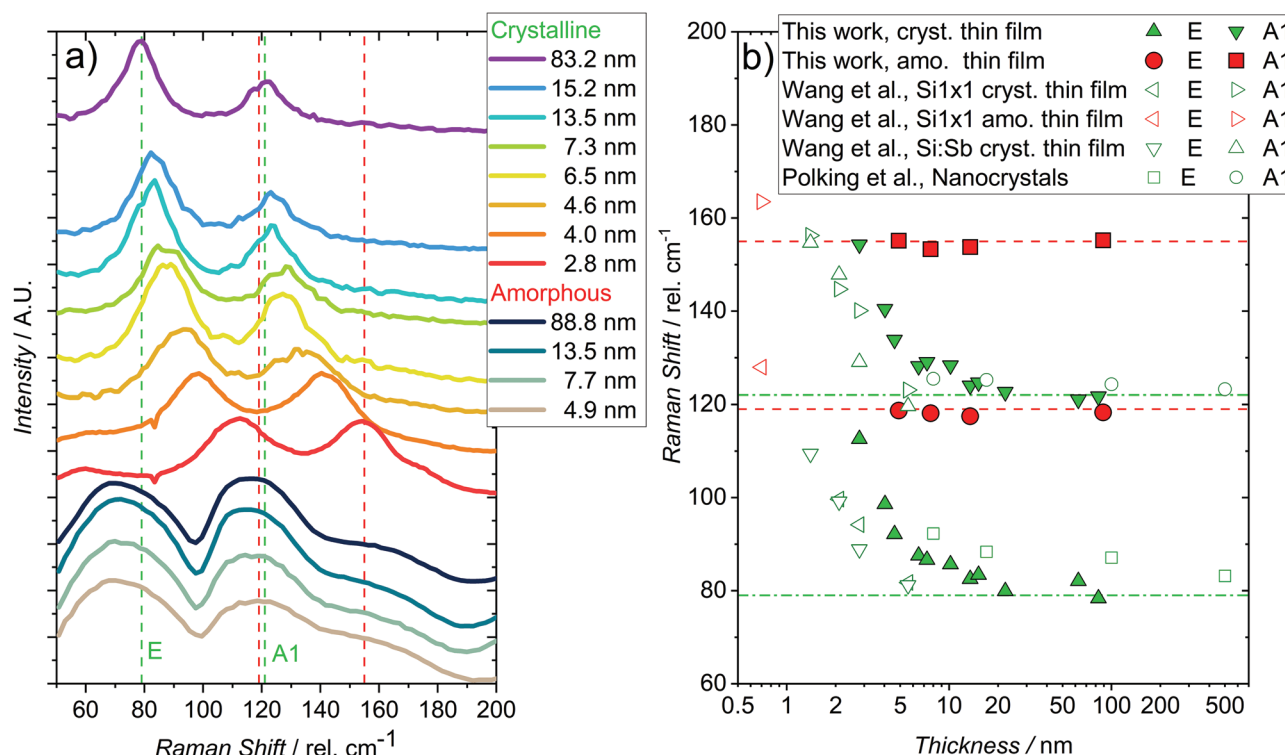 a)
Crystalline
83.2 nm
15.2 nm
13.5 nm
7.3 nm
6.5 nm
4.6 nm
4.0 nm
2.8 nm
Amorphous
88.8 nm
13.5 nm
7.7 nm
4.9 nm
E
A1
Intensity / A.U.
60 80 100 120 140 160 180 200
Raman Shift / rel. cm-1
b)
This work, cryst. thin film E A1
This work, amo. thin film E A1
Wang et al., Si1x1 cryst. thin film E A1
Wang et al., Si1x1 amo. thin film E A1
Wang et al., Si:Sb cryst. thin film E A1
Polking et al., Nanocrystals E A1
Raman Shift / rel. cm-1
200
180
160
140
120
100
80
60
0.5 1 2 5 10 20 50 100 500
Thickness / nm